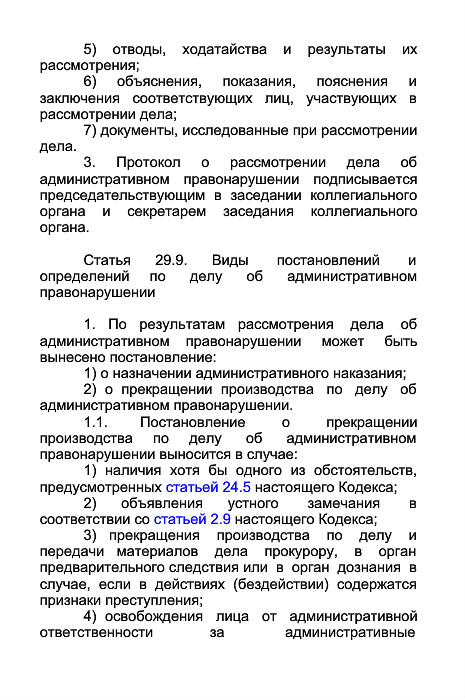 5) отводы, ходатайства и результаты их
рассмотрения;
6) объяснения, показания, пояснения и
заключения соответствующих лиц, участвующих в
рассмотрении дела;
7) документы, исследованные при рассмотрении
дела.
3. Протокол о рассмотрении дела об
административном правонарушении подписывается
председательствующим в заседании коллегиального
органа и секретарем заседания коллегиального
органа.
Статья 29.9. Виды постановлений и
определений по делу об административном
правонарушении
1. По результатам рассмотрения дела об
административном правонарушении может быть
вынесено постановление:
1) о назначении административного наказания;
2) о прекращении производства по делу об
административном правонарушении.
1.1. Постановление о прекращении
производства по делу об административном
правонарушении выносится в случае:
1) наличия хотя бы одного из обстоятельств,
предусмотренных статьей 24.5 настоящего Кодекса;
2) объявления устного замечания в
соответствии со статьей 2.9 настоящего Кодекса;
3) прекращения производства по делу и
передачи материалов дела прокурору, в орган
предварительного следствия или в орган дознания в
случае, если в действиях (бездействии) содержатся
признаки преступления;
4) освобождения лица от административной
ответственности за административные